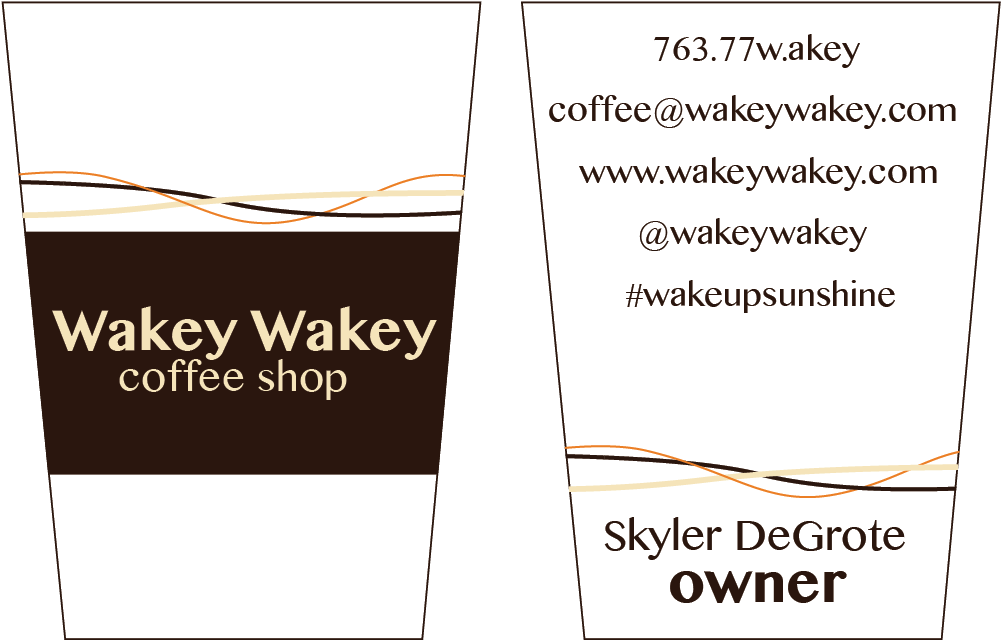 Wakey Wakey
coffee shop
763.77w.akey
coffee@wakeywakey.com
www.wakeywakey.com
@wakeywakey
#wakeupsunshine
Skyler DeGrote
owner